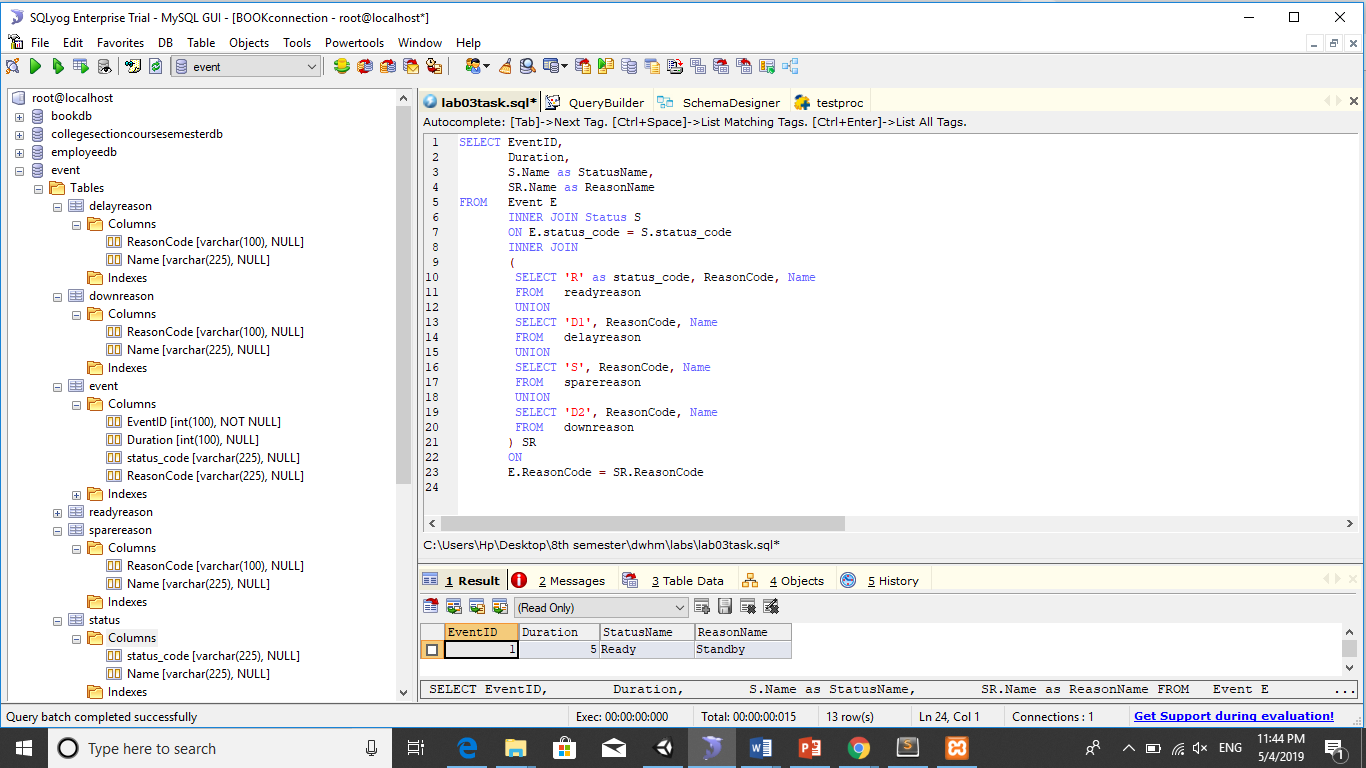 SQLyog Enterprise Trial - MySQL GUI - [BOOKconnection - root@localhost*]
File Edit Favorites DB Table Objects Tools Powertools Window Help
event
root@localhost
bookdb
collegesectioncoursesemesterdb
employeedb
event
Tables
delayreason
Columns
ReasonCode [varchar(100), NULL]
Name [varchar(225), NULL]
Indexes
downreason
Columns
ReasonCode [varchar(100), NULL]
Name [varchar(225), NULL]
Indexes
event
Columns
EventID [int(100), NOT NULL]
Duration [int(100), NULL]
status_code [varchar(225), NULL]
ReasonCode [varchar(225), NULL]
Indexes
readyreason
sparereason
Columns
ReasonCode [varchar(100), NULL]
Name [varchar(225), NULL]
Indexes
status
Columns
status_code [varchar(225), NULL]
Name [varchar(225), NULL]
Indexes
lab03task.sql* QueryBuilder SchemaDesigner testproc
Autocomplete: [Tab]->Next Tag. [Ctrl+Space]->List Matching Tags. [Ctrl+Enter]->List All Tags.
1 SELECT EventID,
2 Duration,
3 S.Name as StatusName,
4 SR.Name as ReasonName
5 FROM Event E
6 INNER JOIN Status S
7 ON E.status_code = S.status_code
8 INNER JOIN
9 (
10 SELECT 'R' as status_code, ReasonCode, Name
11 FROM readyreason
12 UNION
13 SELECT 'D1', ReasonCode, Name
14 FROM delayreason
15 UNION
16 SELECT 'S', ReasonCode, Name
17 FROM sparereason
18 UNION
19 SELECT 'D2', ReasonCode, Name
20 FROM downreason
21 ) SR
22 ON
23 E.ReasonCode = SR.ReasonCode
24
C:\Users\Hp\Desktop\8th semester\dwhm\labs\lab03task.sql*
1 Result 2 Messages 3 Table Data 4 Objects 5 History
(Read Only)
EventID Duration StatusName ReasonName
1 5 Ready Standby
SELECT EventID, Duration, S.Name as StatusName, SR.Name as ReasonName FROM Event E ...
Query batch completed successfully Exec: 00:00:00:000 Total: 00:00:00:015 13 row(s) Ln 24, Col 1 Connections : 1 Get Support during evaluation!
Type here to search
ENG
11:44 PM
5/4/2019
1